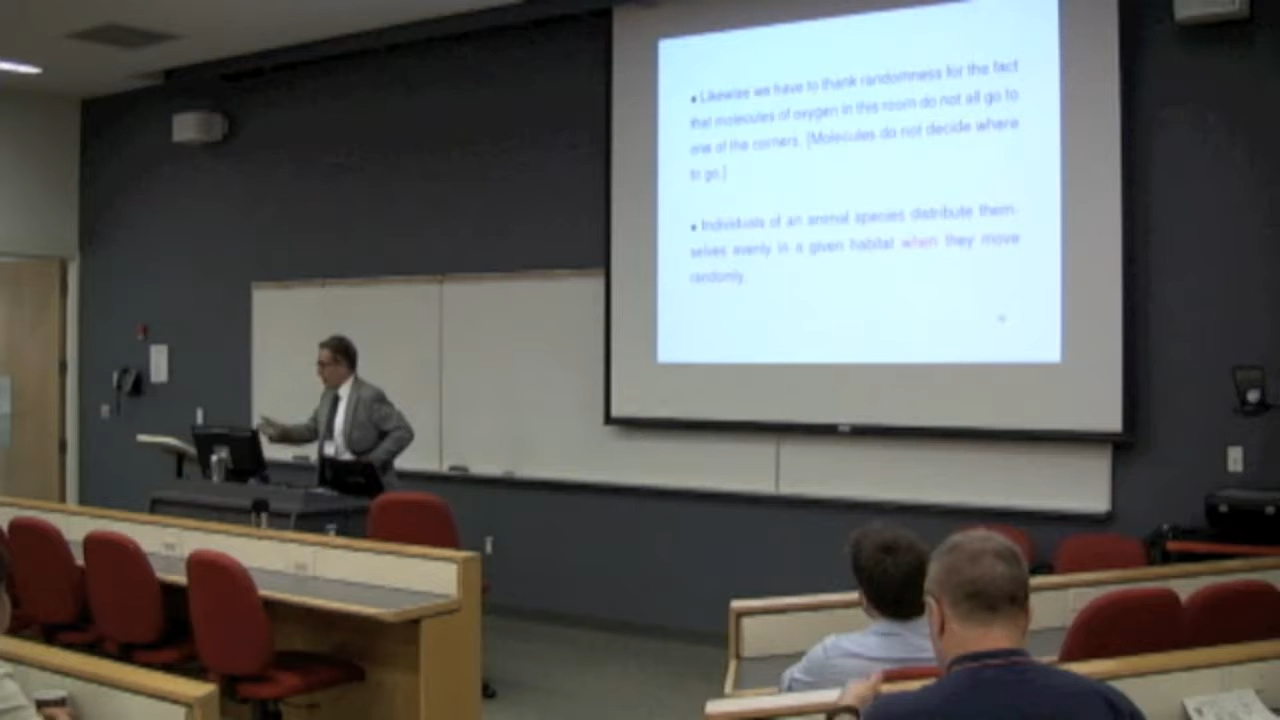 • Likewise we have to thank randomness for the fact
that molecules of oxygen in this room do not all go to
one of the corners. [Molecules do not decide where
to go.]
• Individuals of an animal species distribute them-
selves evenly in a given habitat when they move
randomly.